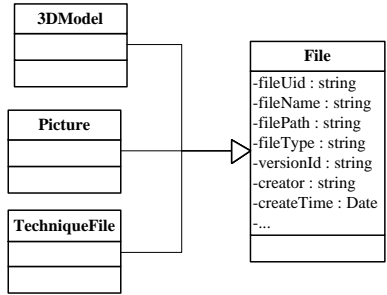 3DModel
Picture
TechniqueFile
File
-fileUid : string
-fileName : string
-filePath : string
-fileType : string
-versionId : string
-creator : string
-createTime : Date
-...